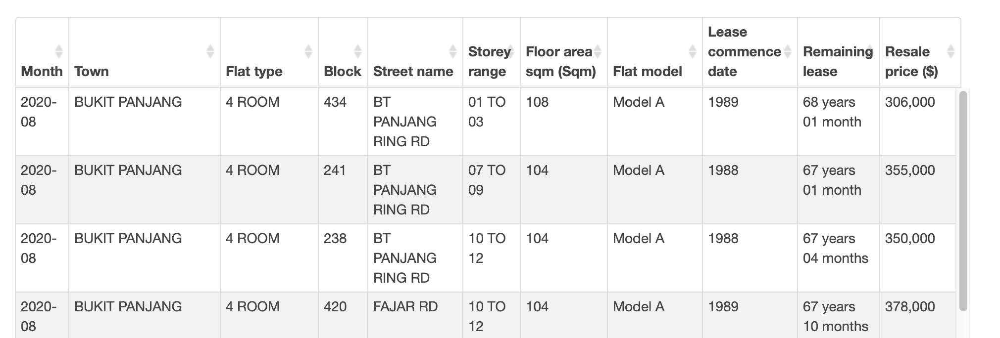 Month Town Flat type Block Street name Storey range Floor area sqm (Sqm) Flat model Lease commence date Remaining lease Resale price ($)
2020-08 BUKIT PANJANG 4 ROOM 434 BT PANJANG RING RD 01 TO 03 108 Model A 1989 68 years 01 month 306,000
2020-08 BUKIT PANJANG 4 ROOM 241 BT PANJANG RING RD 07 TO 09 104 Model A 1988 67 years 01 month 355,000
2020-08 BUKIT PANJANG 4 ROOM 238 BT PANJANG RING RD 10 TO 12 104 Model A 1988 67 years 04 months 350,000
2020-08 BUKIT PANJANG 4 ROOM 420 FAJAR RD 10 TO 12 104 Model A 1989 67 years 10 months 378,000